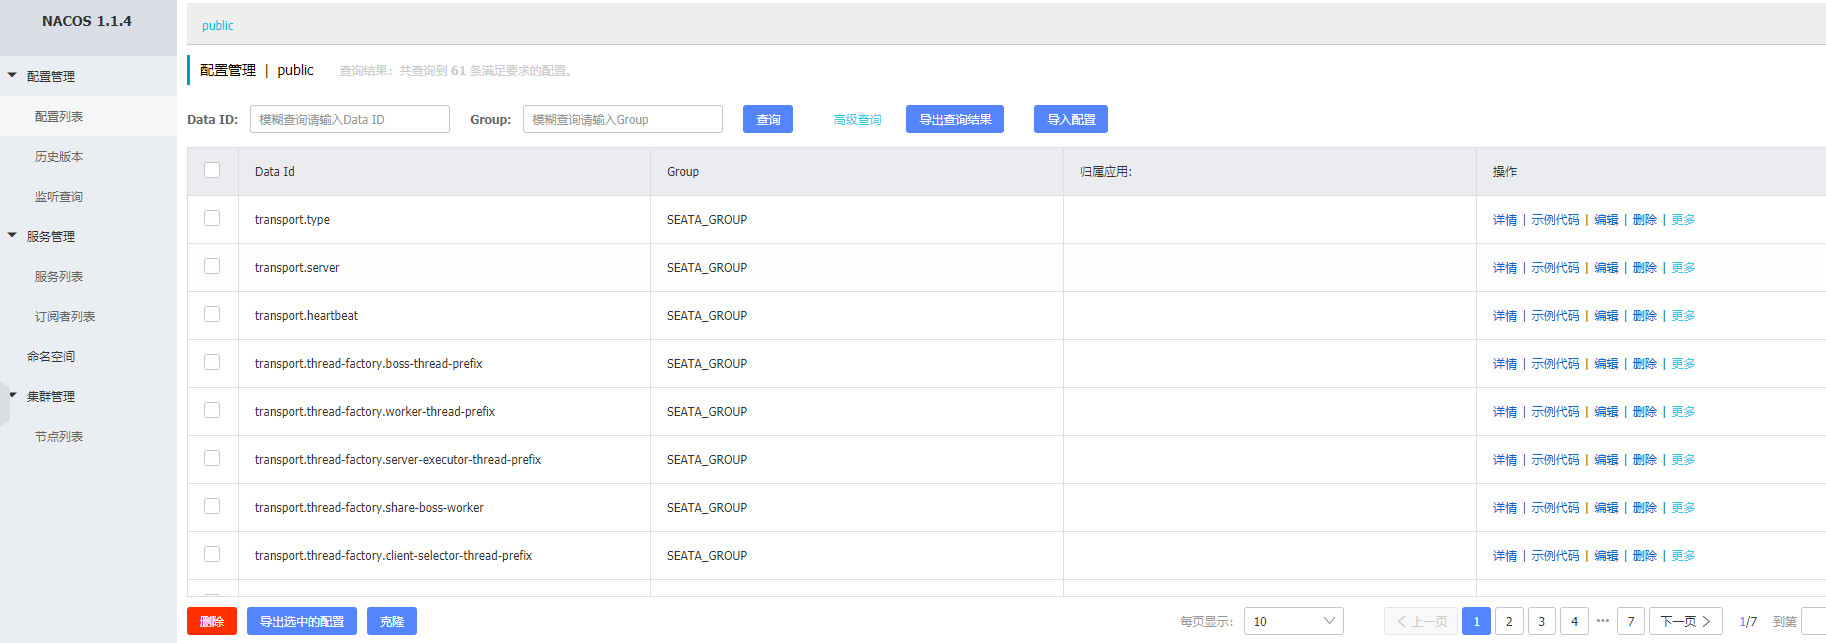 NACOS 1.1.4
配置管理
配置列表
历史版本
监听查询
服务管理
服务列表
订阅者列表
命名空间
集群管理
节点列表
public
配置管理 | public 查询结果：共查询到 61 条满足要求的配置。
Data ID: 模糊查询请输入Data ID Group: 模糊查询请输入Group 查询 高级查询 导出查询结果 导入配置
Data Id Group 归属应用: 操作
transport.type SEATA_GROUP 详情 | 示例代码 | 编辑 | 删除 | 更多
transport.server SEATA_GROUP 详情 | 示例代码 | 编辑 | 删除 | 更多
transport.heartbeat SEATA_GROUP 详情 | 示例代码 | 编辑 | 删除 | 更多
transport.thread-factory.boss-thread-prefix SEATA_GROUP 详情 | 示例代码 | 编辑 | 删除 | 更多
transport.thread-factory.worker-thread-prefix SEATA_GROUP 详情 | 示例代码 | 编辑 | 删除 | 更多
transport.thread-factory.server-executor-thread-prefix SEATA_GROUP 详情 | 示例代码 | 编辑 | 删除 | 更多
transport.thread-factory.share-boss-worker SEATA_GROUP 详情 | 示例代码 | 编辑 | 删除 | 更多
transport.thread-factory.client-selector-thread-prefix SEATA_GROUP 详情 | 示例代码 | 编辑 | 删除 | 更多
删除 导出选中的配置 克隆 每页显示: 10 < 上一页 1 2 3 4 ••• 7 下一页 > 1/7 到第